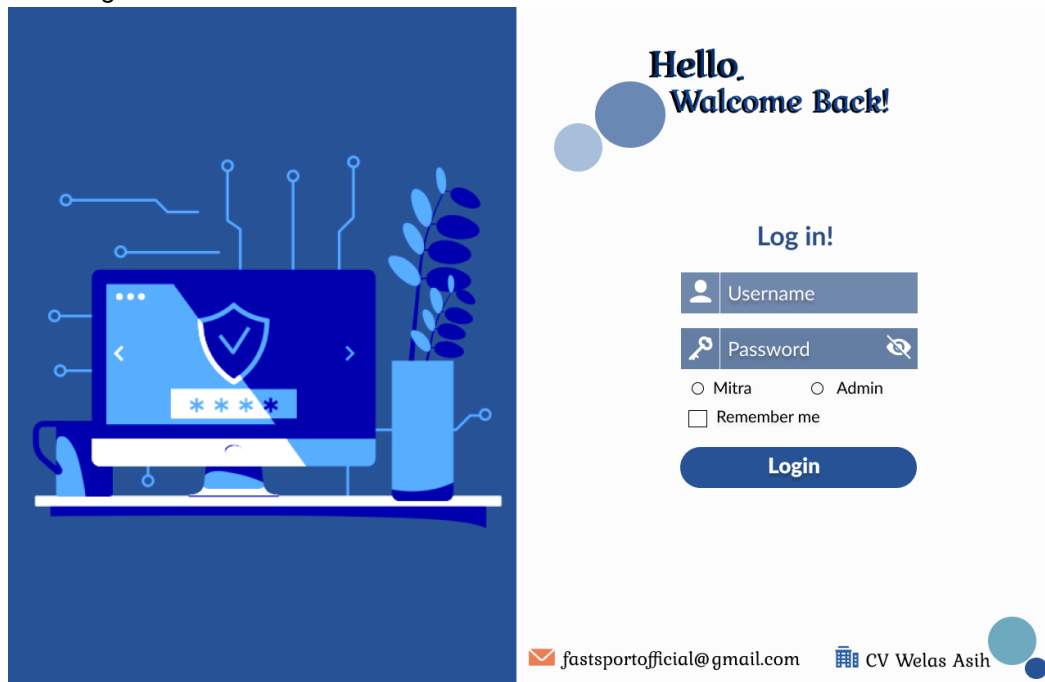 Hello,
Walcome Back!
Log in!
Username
Password
Mitra Admin
Remember me
Login
* * * *
fastsportofficial@gmail.com CV Welas Asih